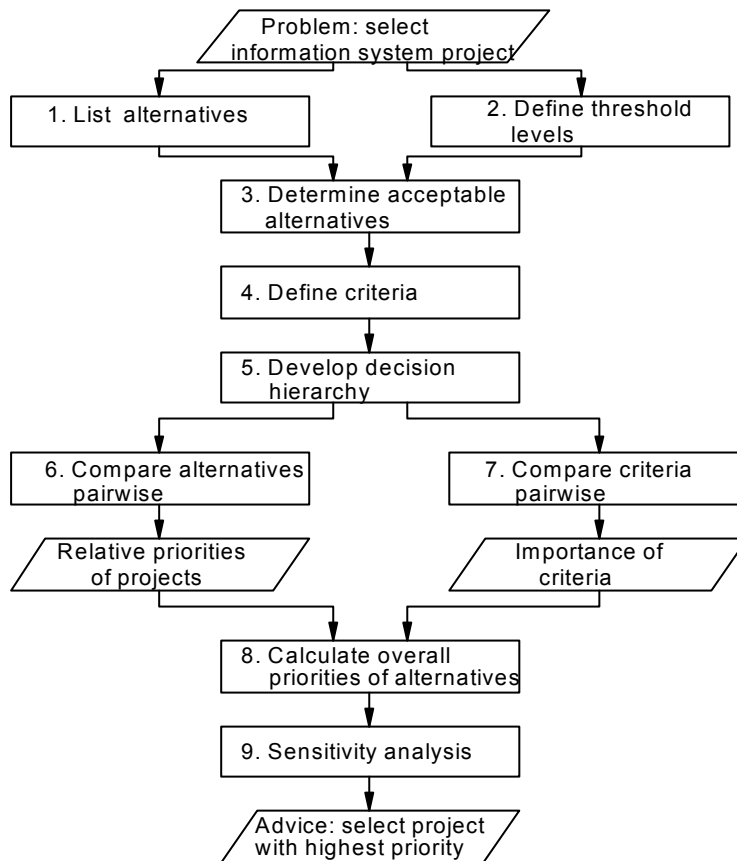 Problem: select
information system project
1. List alternatives
2. Define threshold
levels
3. Determine acceptable
alternatives
4. Define criteria
5. Develop decision
hierarchy
6. Compare alternatives
pairwise
7. Compare criteria
pairwise
Relative priorities
of projects
Importance of
criteria
8. Calculate overall
priorities of alternatives
9. Sensitivity analysis
Advice: select project
with highest priority